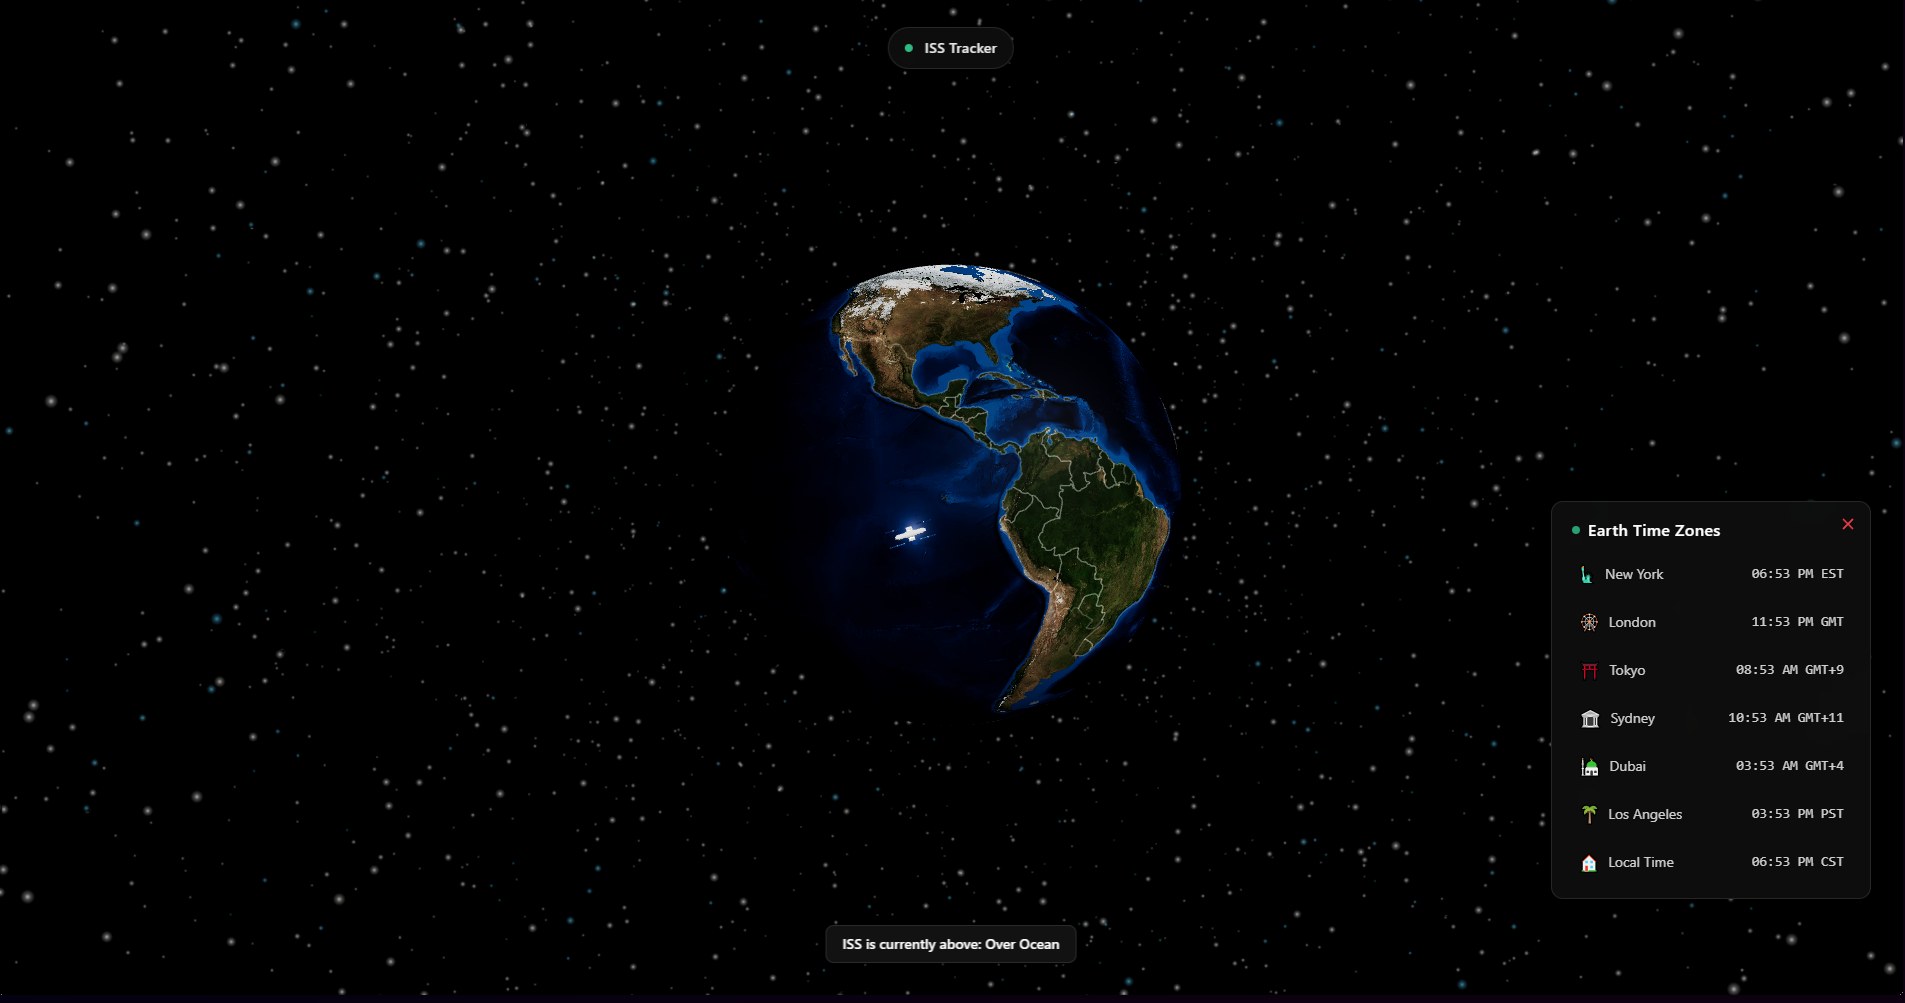 ISS Tracker
Earth Time Zones
New York 06:53 PM EST
London 11:53 PM GMT
Tokyo 08:53 AM GMT+9
Sydney 10:53 AM GMT+11
Dubai 03:53 AM GMT+4
Los Angeles 03:53 PM PST
Local Time 06:53 PM CST
ISS is currently above: Over Ocean